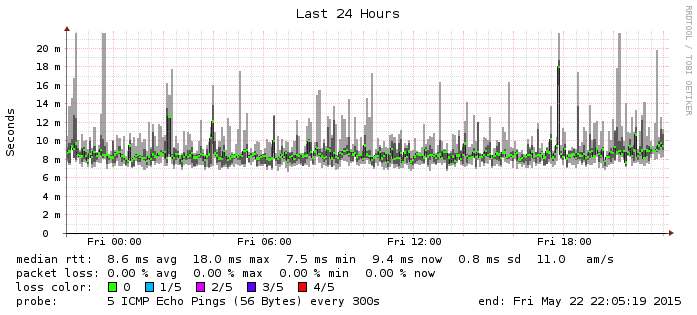 Last 24 Hours
RRDTOOL / TOBI OETIKER
Seconds
20 m
18 m
16 m
14 m
12 m
10 m
8 m
6 m
4 m
2 m
0
Fri 00:00 Fri 06:00 Fri 12:00 Fri 18:00
median rtt: 8.6 ms avg 18.0 ms max 7.5 ms min 9.4 ms now 0.8 ms sd 11.0 am/s
packet loss: 0.00 % avg 0.00 % max 0.00 % min 0.00 % now
loss color: 0 1/5 2/5 3/5 4/5
probe: 5 ICMP Echo Pings (56 Bytes) every 300s end: Fri May 22 22:05:19 2015